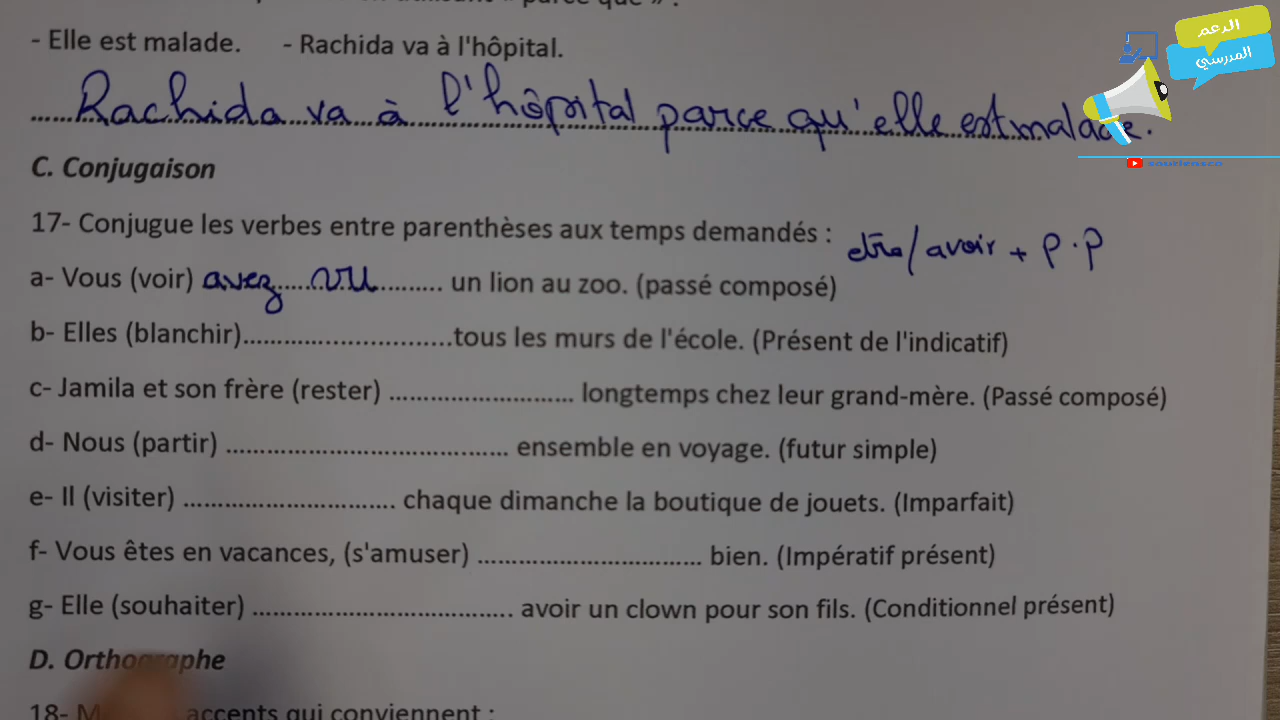 - Elle est malade. - Rachida va à l'hôpital.
Rachida va à l'hôpital parce qu'elle est malade.
الدعم
المدرسي
C. Conjugaison
17- Conjugue les verbes entre parenthèses aux temps demandés : etre/avoir + p.p
a- Vous (voir) avez vu un lion au zoo. (passé composé)
b- Elles (blanchir)................................tous les murs de l'école. (Présent de l'indicatif)
c- Jamila et son frère (rester) ........................... longtemps chez leur grand-mère. (Passé composé)
d- Nous (partir) ......................................... ensemble en voyage. (futur simple)
e- Il (visiter) ............................... chaque dimanche la boutique de jouets. (Imparfait)
f- Vous êtes en vacances, (s'amuser) ................................. bien. (Impératif présent)
g- Elle (souhaiter) ...................................... avoir un clown pour son fils. (Conditionnel présent)
D. Orthographe
18- accents qui conviennent :